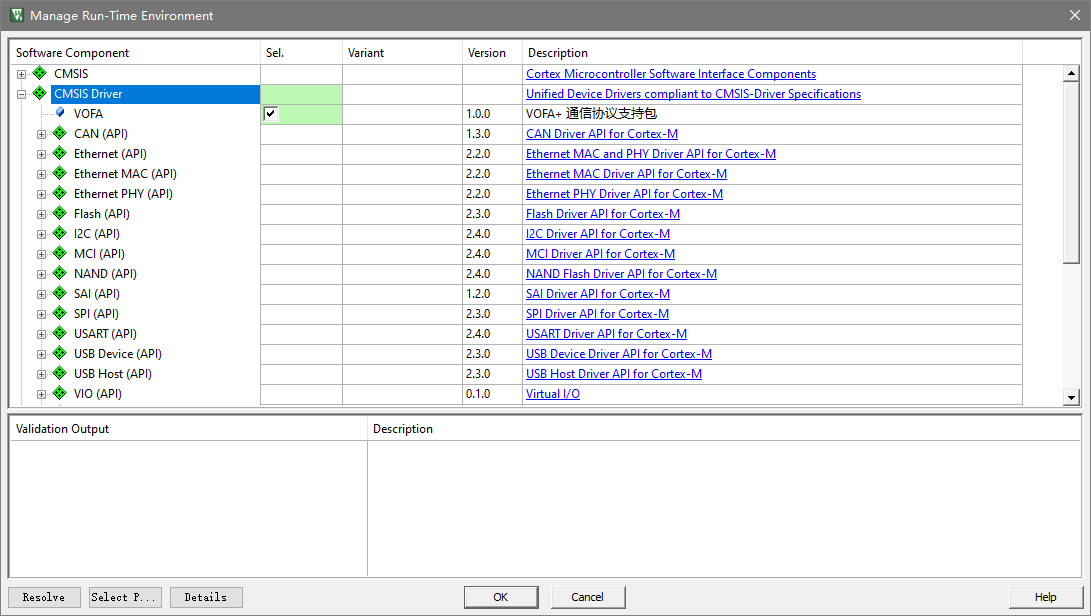 Manage Run-Time Environment
Software Component Sel. Variant Version Description
CMSIS Cortex Microcontroller Software Interface Components
CMSIS Driver Unified Device Drivers compliant to CMSIS-Driver Specifications
VOFA 1.0.0 VOFA+ 通信协议支持包
CAN (API) 1.3.0 CAN Driver API for Cortex-M
Ethernet (API) 2.2.0 Ethernet MAC and PHY Driver API for Cortex-M
Ethernet MAC (API) 2.2.0 Ethernet MAC Driver API for Cortex-M
Ethernet PHY (API) 2.2.0 Ethernet PHY Driver API for Cortex-M
Flash (API) 2.3.0 Flash Driver API for Cortex-M
I2C (API) 2.4.0 I2C Driver API for Cortex-M
MCI (API) 2.4.0 MCI Driver API for Cortex-M
NAND (API) 2.4.0 NAND Flash Driver API for Cortex-M
SAI (API) 1.2.0 SAI Driver API for Cortex-M
SPI (API) 2.3.0 SPI Driver API for Cortex-M
USART (API) 2.4.0 USART Driver API for Cortex-M
USB Device (API) 2.3.0 USB Device Driver API for Cortex-M
USB Host (API) 2.3.0 USB Host Driver API for Cortex-M
VIO (API) 0.1.0 Virtual I/O
Validation Output Description
Resolve Select P... Details OK Cancel Help